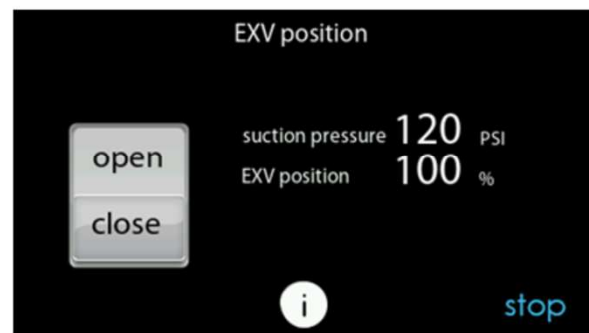 EXV position
open
close
suction pressure 120 PSI
EXV position 100 %
i
stop